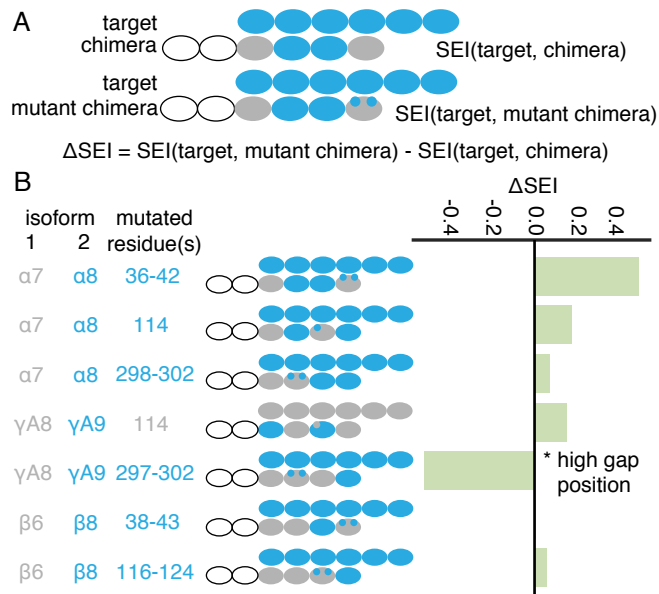 A
target
chimera
SEI(target, chimera)
target
mutant chimera
SEI(target, mutant chimera)
ΔSEI = SEI(target, mutant chimera) - SEI(target, chimera)
B
ΔSEI
isoform mutated
1 2 residue(s)
-0.4 -0.2 0.0 0.2 0.4
α7 α8 36-42
α7 α8 114
α7 α8 298-302
γA8 γA9 114
γA8 γA9 297-302
* high gap
position
β6 β8 38-43
β6 β8 116-124